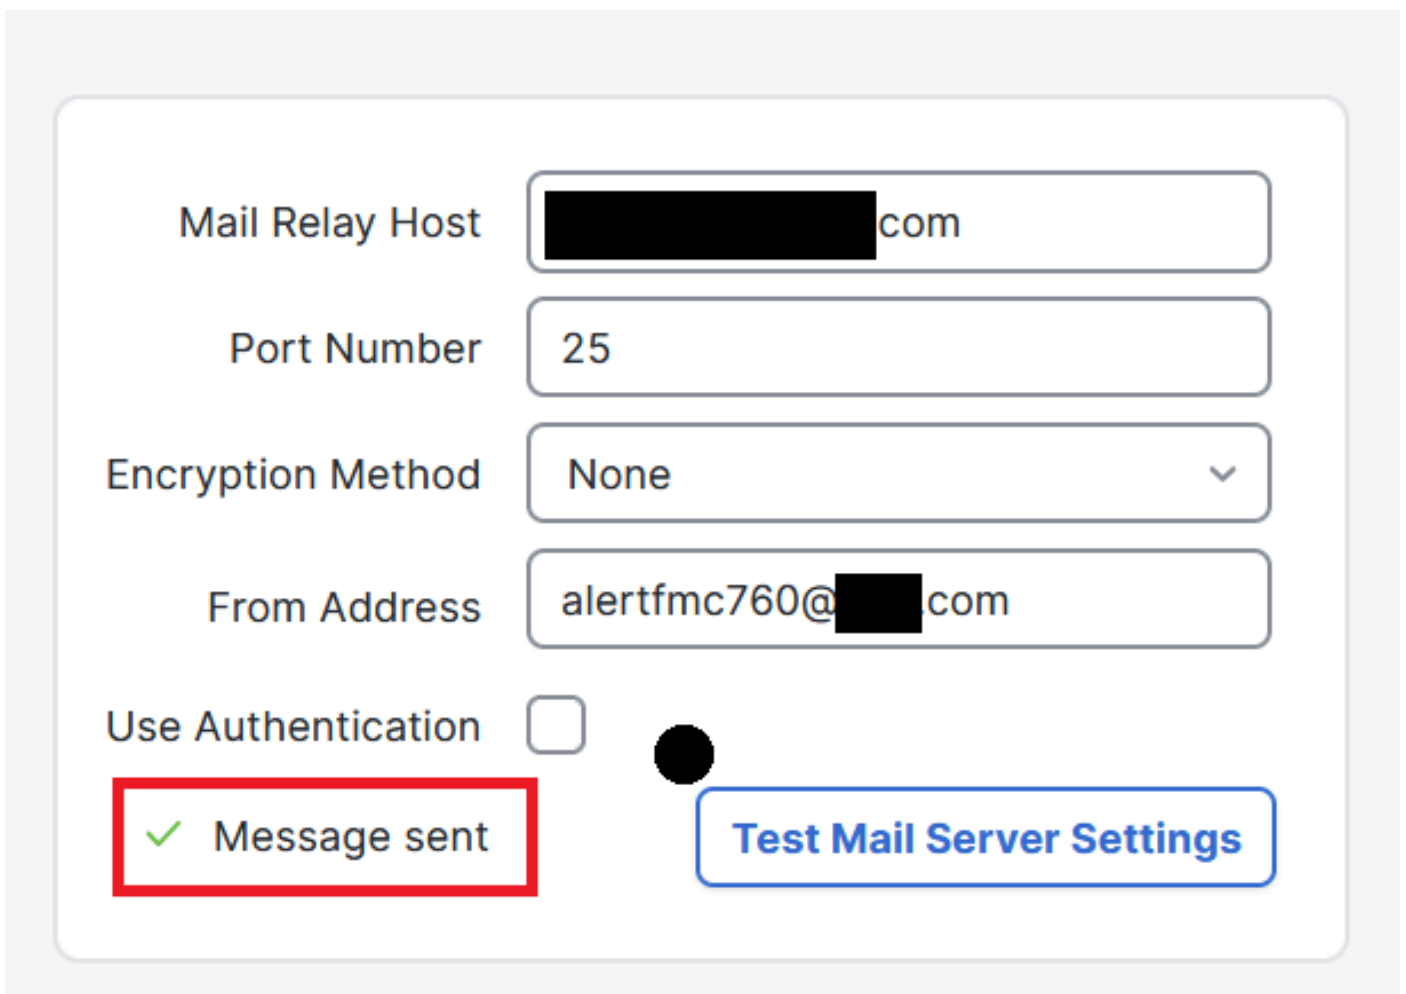 Mail Relay Host com
Port Number 25
Encryption Method None
From Address alertfmc760@ .com
Use Authentication
Message sent Test Mail Server Settings